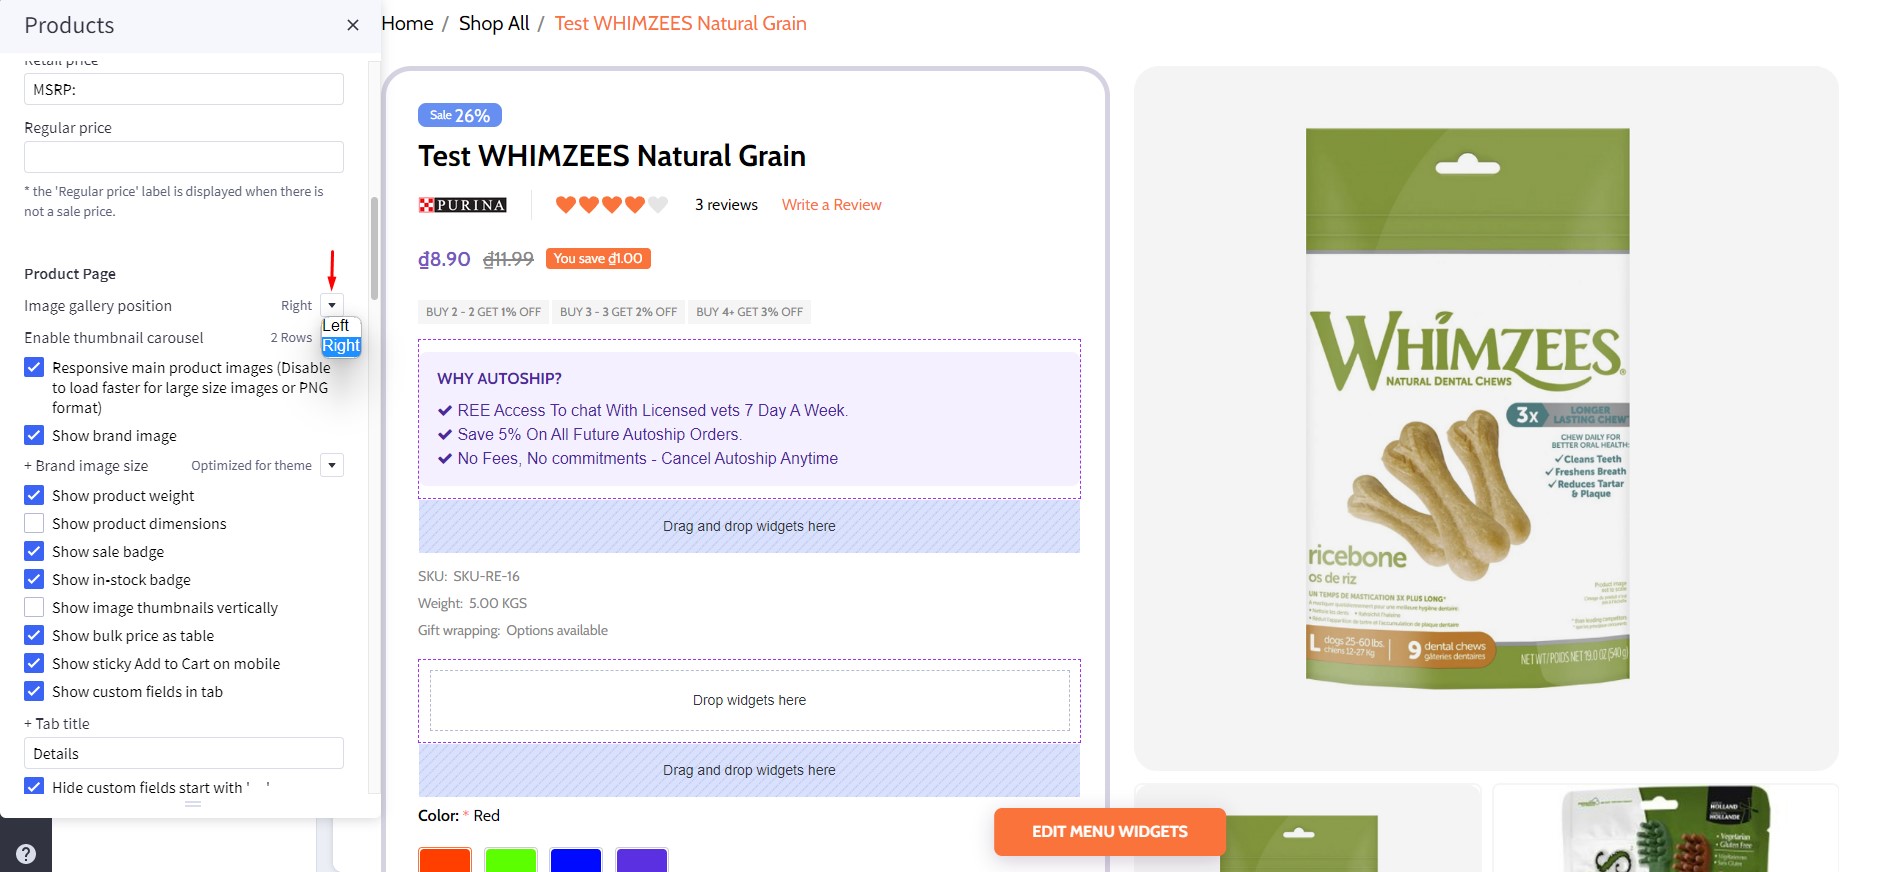 Products
Retail price
MSRP:
Regular price
* the 'Regular price' label is displayed when there is
not a sale price.
Product Page
Image gallery position Right
Left
Right
Enable thumbnail carousel 2 Rows
Responsive main product images (Disable
to load faster for large size images or PNG
format)
Show brand image
+ Brand image size Optimized for theme
Show product weight
Show product dimensions
Show sale badge
Show in-stock badge
Show image thumbnails vertically
Show bulk price as table
Show sticky Add to Cart on mobile
Show custom fields in tab
+ Tab title
Details
Hide custom fields start with '__'
Home / Shop All / Test WHIMZEES Natural Grain
Sale 26%
Test WHIMZEES Natural Grain
PURINA
3 reviews Write a Review
₫8.90 ₫11.99 You save ₫1.00
BUY 2 - 2 GET 1% OFF BUY 3 - 3 GET 2% OFF BUY 4+ GET 3% OFF
WHY AUTOSHIP?
REE Access To chat With Licensed vets 7 Day A Week.
Save 5% On All Future Autoship Orders.
No Fees, No commitments - Cancel Autoship Anytime
Drag and drop widgets here
SKU: SKU-RE-16
Weight: 5.00 KGS
Gift wrapping: Options available
Drop widgets here
Drag and drop widgets here
Color: * Red
EDIT MENU WIDGETS
WHIMZEES
NATURAL DENTAL CHEWS
3x LONGER
LASTING CHEW
CHEW DAILY FOR
BETTER ORAL HEALTH:
Cleans Teeth
Freshens Breath
Reduces Tartar
& Plaque
ricebone
os de riz
UN TEMPS DE MASTICATION 3X PLUS LONG*
L dogs 25-60 lbs.
chiens 12-27 Kg
9 dental chews
gâteries dentaires
NET WT/POIDS NET 19.0 OZ (540g)
HOLLAND
HOLLANDE
• Vegetarian
• Gluten Free